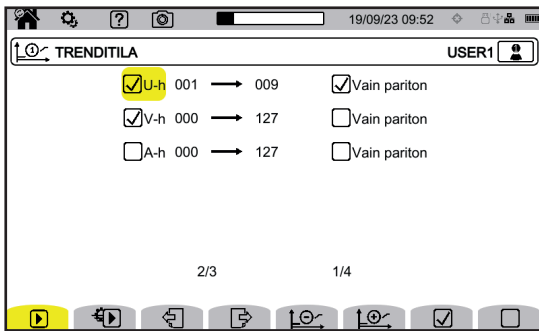 19/09/23 09:52
TRENDITILA USER1
U-h 001 009 Vain pariton
V-h 000 127 Vain pariton
A-h 000 127 Vain pariton
2/3 1/4